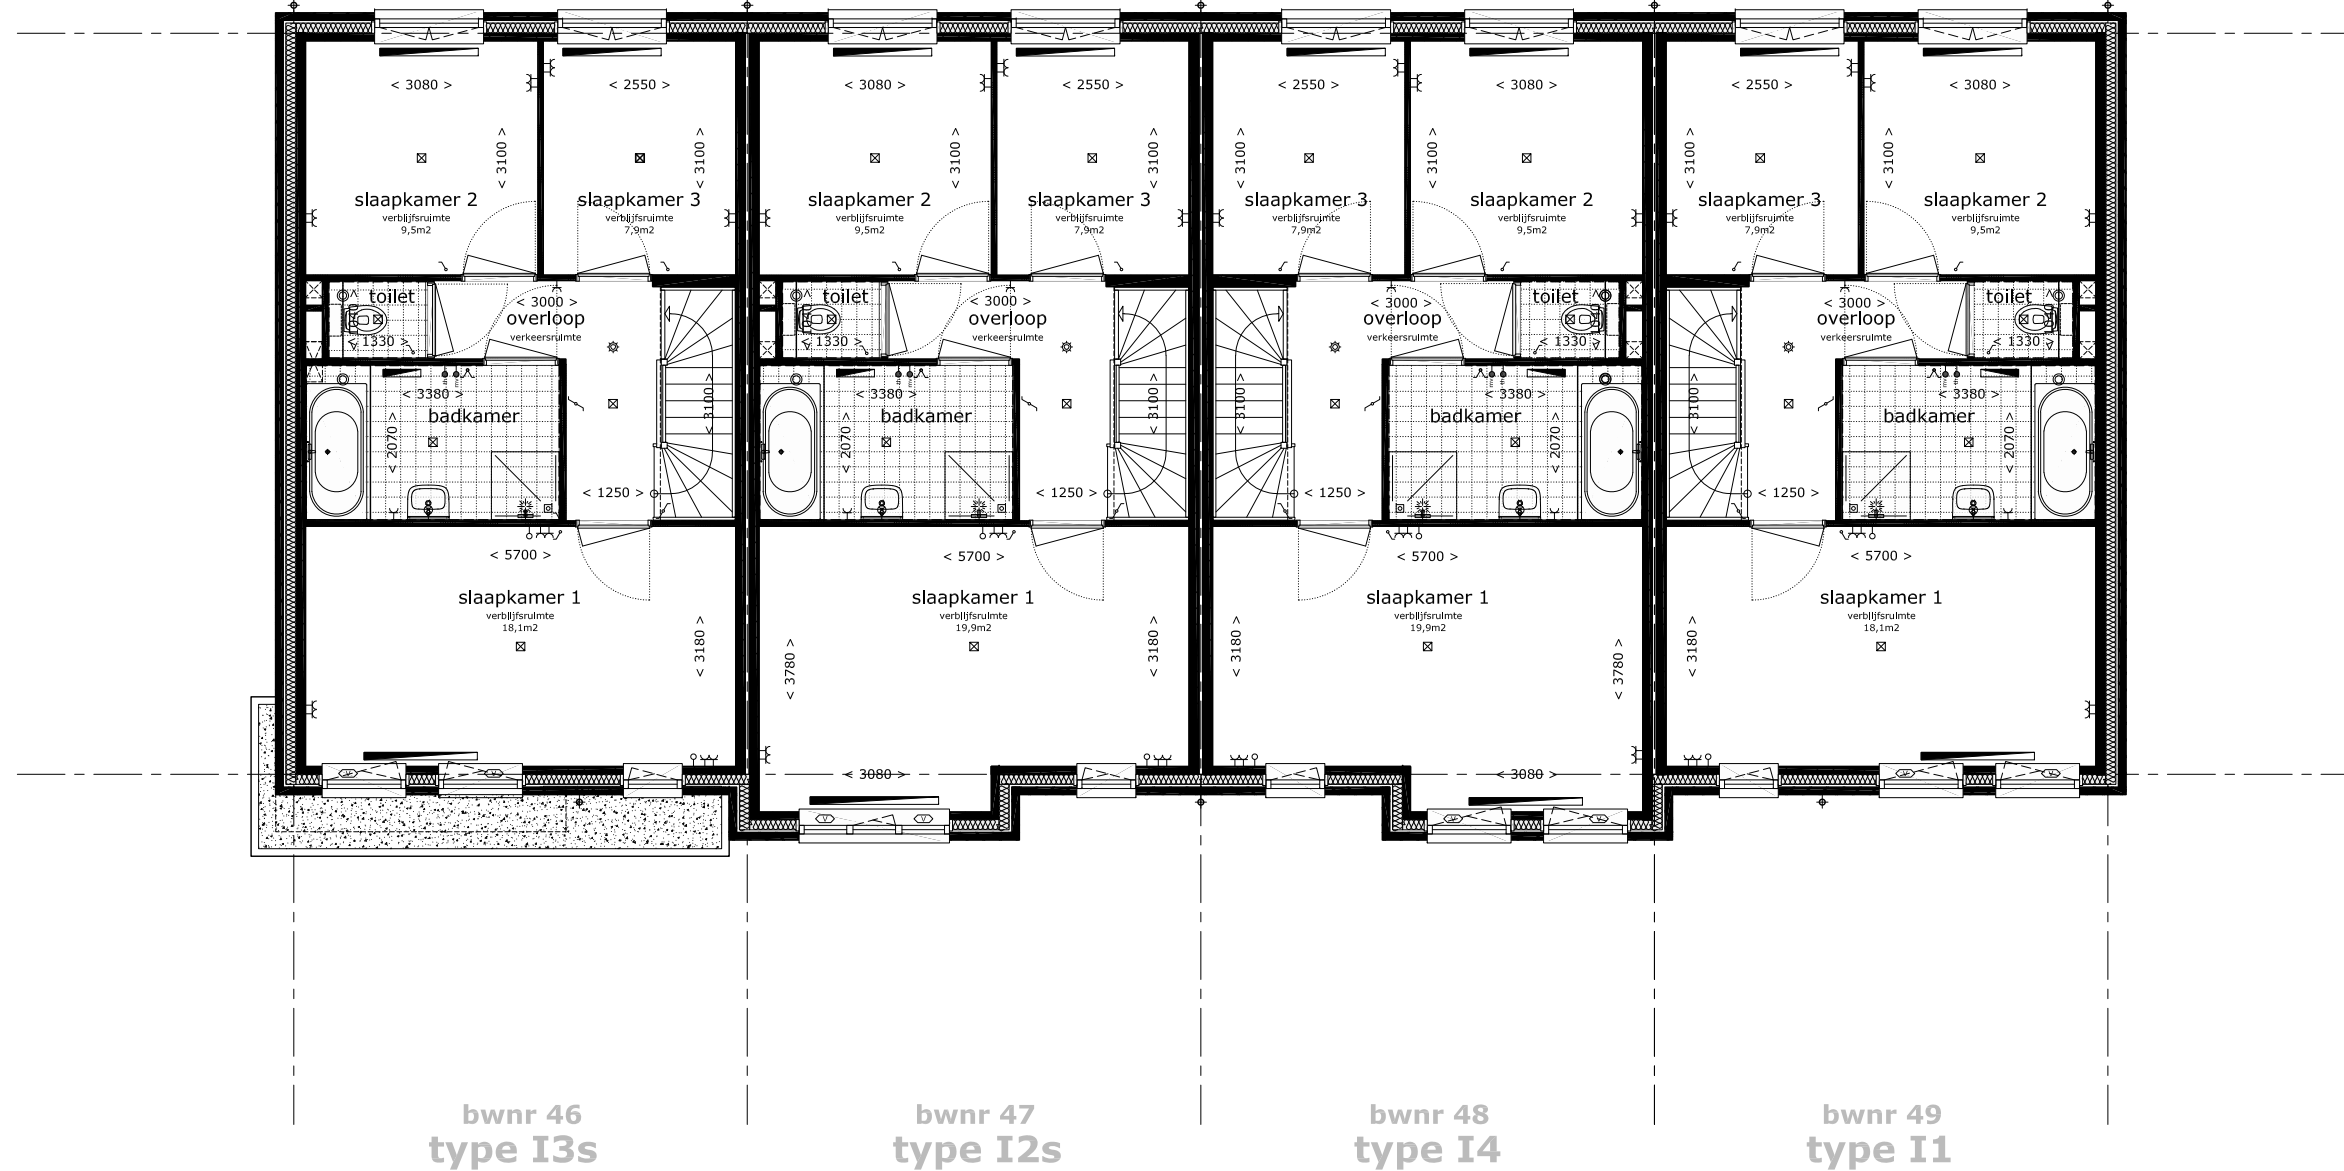 < 3080 >
< 2550 >
< 3080 >
< 2550 >
< 2550 >
< 3080 >
< 2550 >
< 3080 >
< 3100 >
< 3100 >
< 3100 >
< 3100 >
< 3100 >
< 3100 >
< 3100 >
< 3100 >
slaapkamer 2
verblijfsruimte
9,5m2
slaapkamer 3
verblijfsruimte
7,9m2
slaapkamer 2
verblijfsruimte
9,5m2
slaapkamer 3
verblijfsruimte
7,9m2
slaapkamer 3
verblijfsruimte
7,9m2
slaapkamer 2
verblijfsruimte
9,5m2
slaapkamer 3
verblijfsruimte
7,9m2
slaapkamer 2
verblijfsruimte
9,5m2
toilet
< 1330 >
< 3000 >
overloop
verkeersruimte
toilet
< 1330 >
< 3000 >
overloop
verkeersruimte
< 3000 >
overloop
verkeersruimte
toilet
< 1330 >
< 3000 >
overloop
verkeersruimte
toilet
< 1330 >
< 3380 >
badkamer
< 2070 >
< 3100 >
< 1250 >
< 3380 >
badkamer
< 2070 >
< 3100 >
< 1250 >
< 3100 >
< 1250 >
< 3380 >
badkamer
< 2070 >
< 3100 >
< 1250 >
< 3380 >
badkamer
< 2070 >
< 5700 >
slaapkamer 1
verblijfsruimte
18,1m2
< 3180 >
< 5700 >
slaapkamer 1
verblijfsruimte
19,9m2
< 3780 >
< 3180 >
< 3080 >
< 5700 >
slaapkamer 1
verblijfsruimte
19,9m2
< 3180 >
< 3780 >
< 3080 >
< 5700 >
slaapkamer 1
verblijfsruimte
18,1m2
< 3180 >
bwnr 46
type I3s
bwnr 47
type I2s
bwnr 48
type I4
bwnr 49
type I1